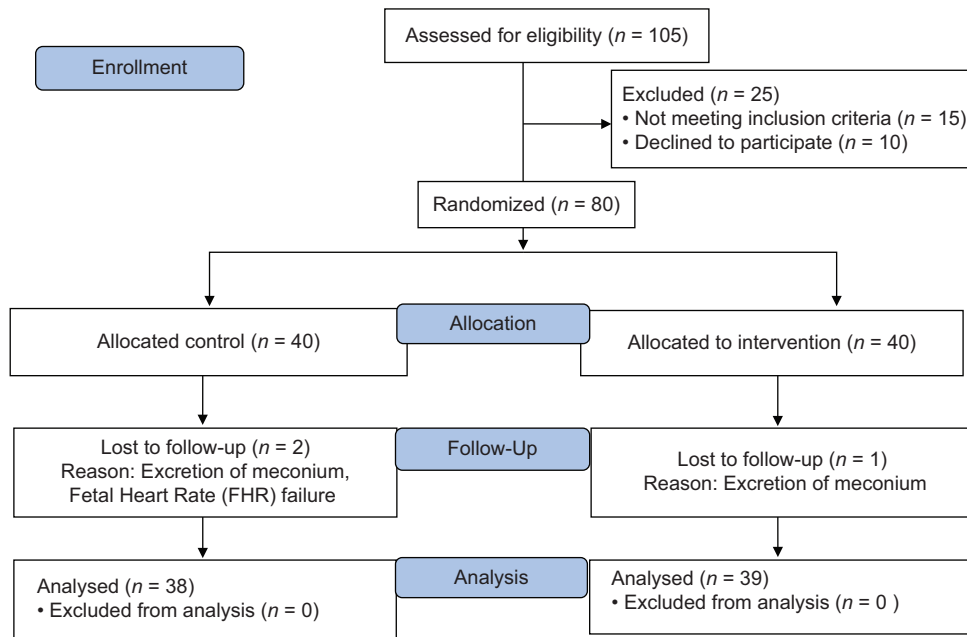 Assessed for eligibility (n = 105)
Enrollment
Excluded (n = 25)
• Not meeting inclusion criteria (n = 15)
• Declined to participate (n = 10)
Randomized (n = 80)
Allocation
Allocated control (n = 40)
Allocated to intervention (n = 40)
Follow-Up
Lost to follow-up (n = 2)
Reason: Excretion of meconium,
Fetal Heart Rate (FHR) failure
Lost to follow-up (n = 1)
Reason: Excretion of meconium
Analysis
Analysed (n = 38)
• Excluded from analysis (n = 0)
Analysed (n = 39)
• Excluded from analysis (n = 0 )